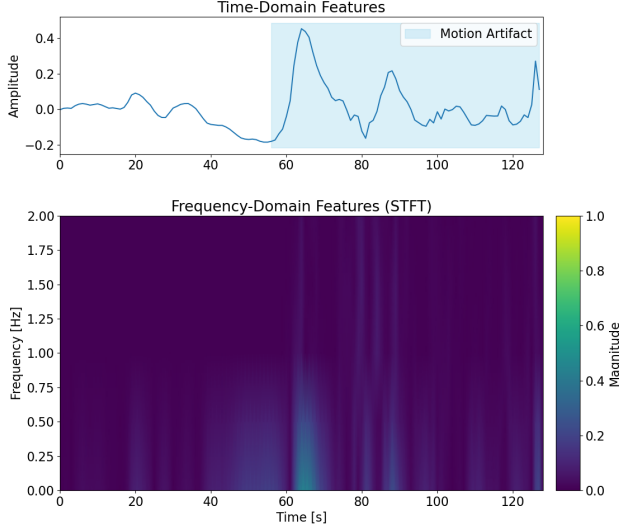 Time-Domain Features
Amplitude
0.4
0.2
0.0
−0.2
Motion Artifact
0 20 40 60 80 100 120
Frequency-Domain Features (STFT)
Frequency [Hz]
2.00
1.75
1.50
1.25
1.00
0.75
0.50
0.25
0.00
0 20 40 60 80 100 120
Time [s]
1.0
0.8
0.6
0.4
0.2
0.0
Magnitude